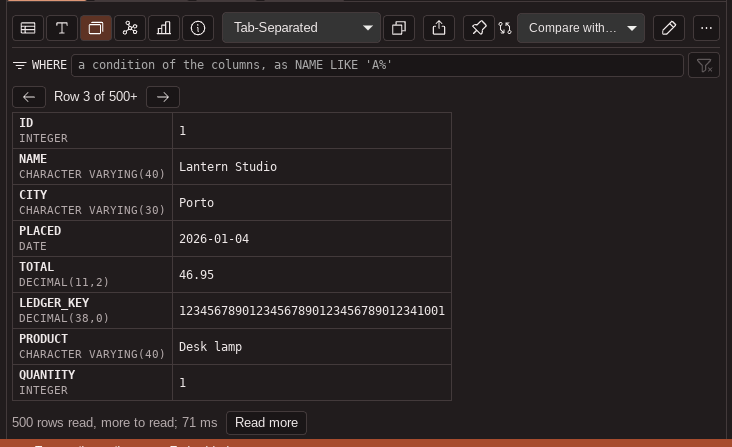 Tab-Separated
Compare with...
WHERE a condition of the columns, as NAME LIKE 'A%'
Row 3 of 500+
ID
INTEGER
1
NAME
CHARACTER VARYING(40)
Lantern Studio
CITY
CHARACTER VARYING(30)
Porto
PLACED
DATE
2026-01-04
TOTAL
DECIMAL(11,2)
46.95
LEDGER_KEY
DECIMAL(38,0)
12345678901234567890123456789012341001
PRODUCT
CHARACTER VARYING(40)
Desk lamp
QUANTITY
INTEGER
1
500 rows read, more to read; 71 ms
Read more